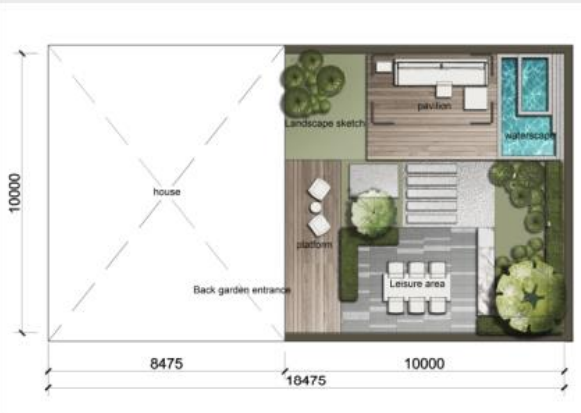 pavilion
Landscape sketch
waterscape
10000
house
platform
Leisure area
Back garden entrance
8475
10000
18475